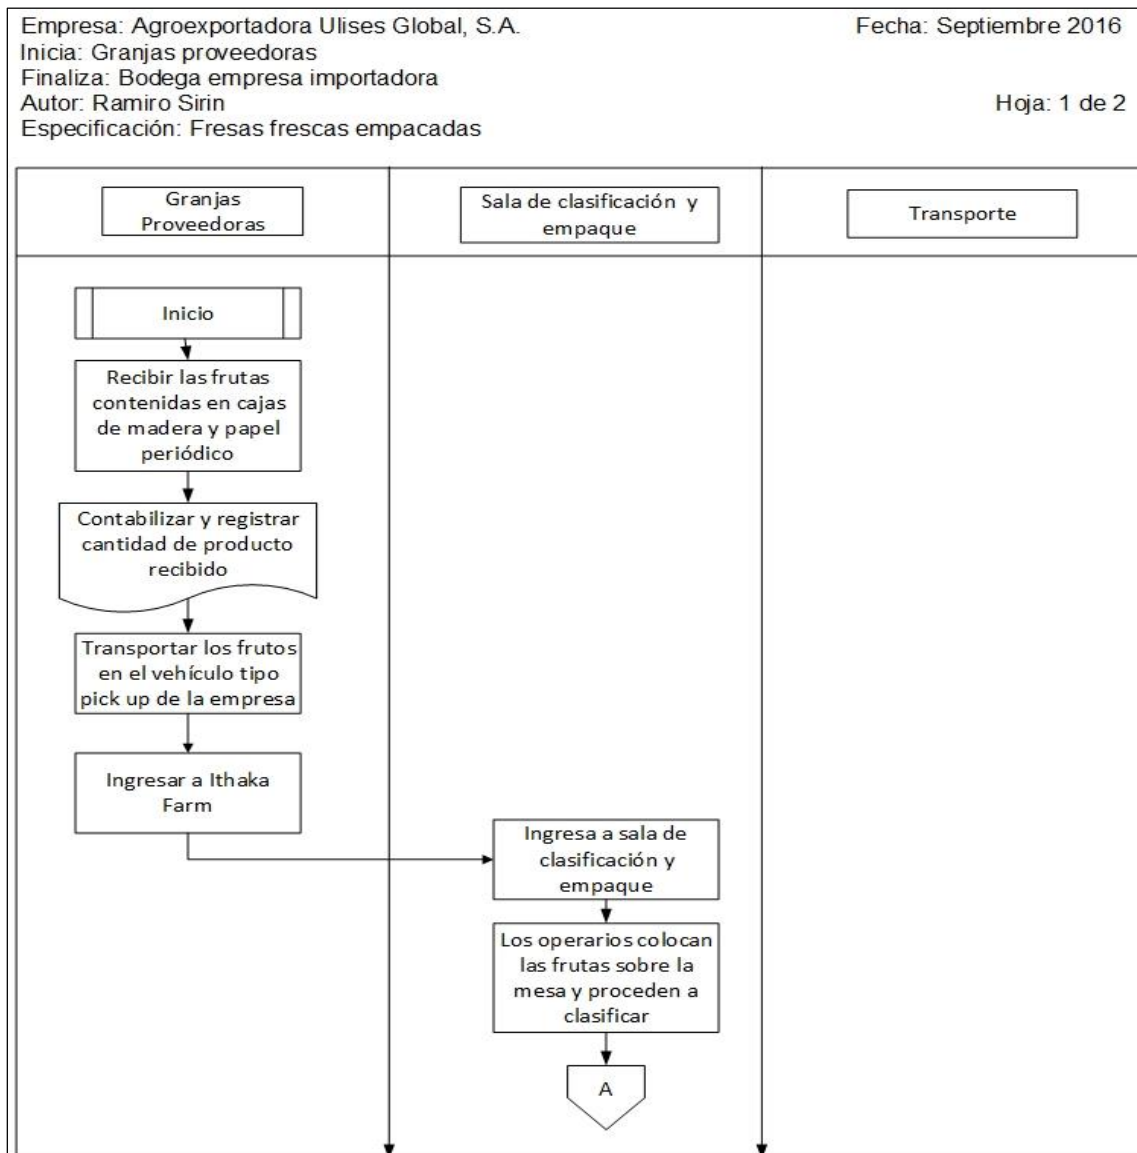 Empresa: Agroexportadora Ulises Global, S.A.
Fecha: Septiembre 2016
Inicia: Granjas proveedoras
Finaliza: Bodega empresa importadora
Autor: Ramiro Sirin
Hoja: 1 de 2
Especificación: Fresas frescas empacadas
Granjas
Proveedoras
Sala de clasificación y
empaque
Transporte
Inicio
Recibir las frutas
contenidas en cajas
de madera y papel
periódico
Contabilizar y registrar
cantidad de producto
recibido
Transportar los frutos
en el vehículo tipo
pick up de la empresa
Ingresar a Ithaka
Farm
Ingresa a sala de
clasificación y
empaque
Los operarios colocan
las frutas sobre la
mesa y proceden a
clasificar
A